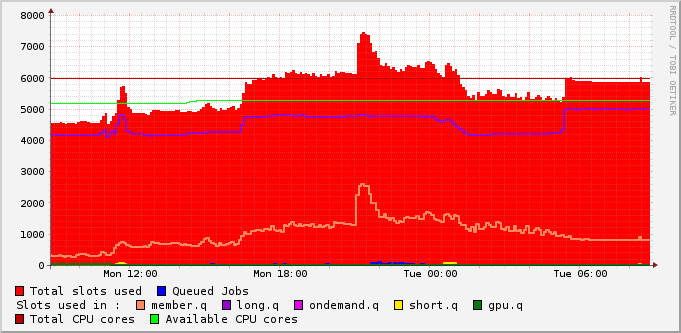 8000
7000
6000
5000
4000
3000
2000
1000
0
Mon 12:00 Mon 18:00 Tue 00:00 Tue 06:00
RRDTOOL / TOBI OETIKER
Total slots used Queued Jobs
Slots used in : member.q long.q ondemand.q short.q gpu.q
Total CPU cores Available CPU cores